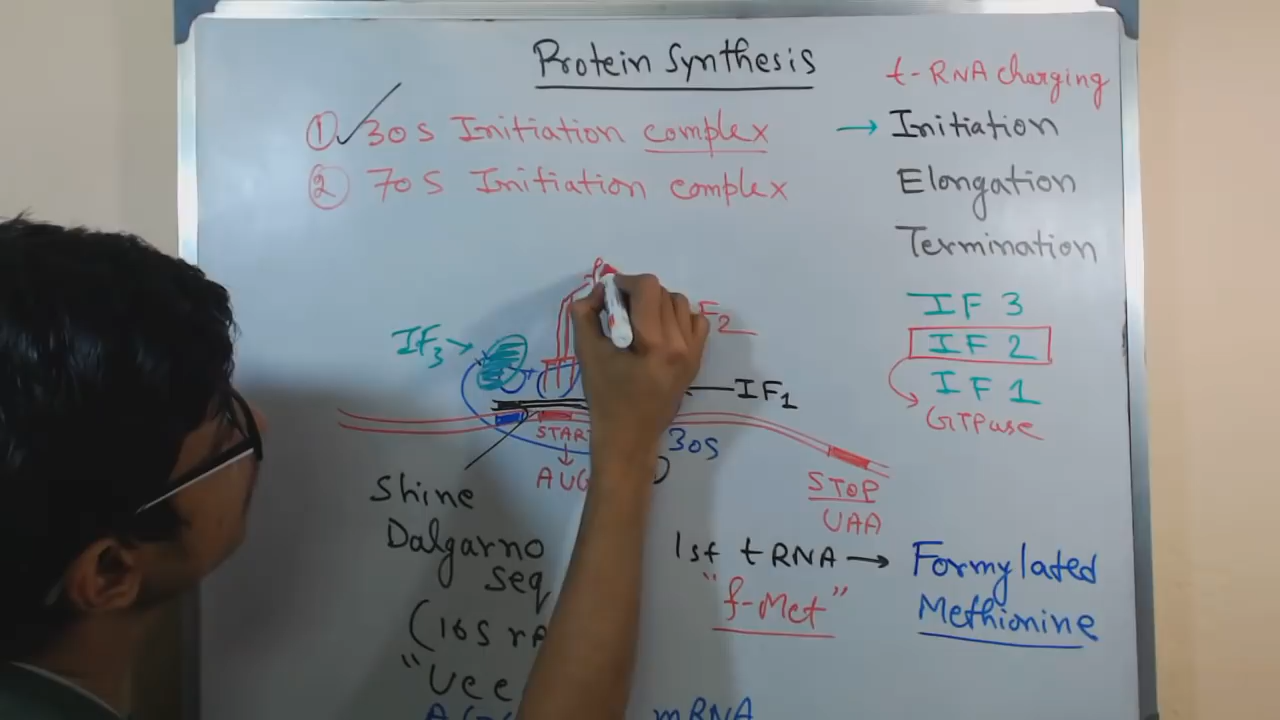 Protein Synthesis
t-RNA charging
① 30S Initiation complex
→ Initiation
② 70S Initiation complex
Elongation
Termination
IF 3
IF 2
IF 1
GTPase
IF3 →
F2
IF1
START
30S
AUG
STOP
UAA
Shine
Dalgarno
seq
(16S
1st tRNA → Formylated
Methionine
"f-Met"
mRNA